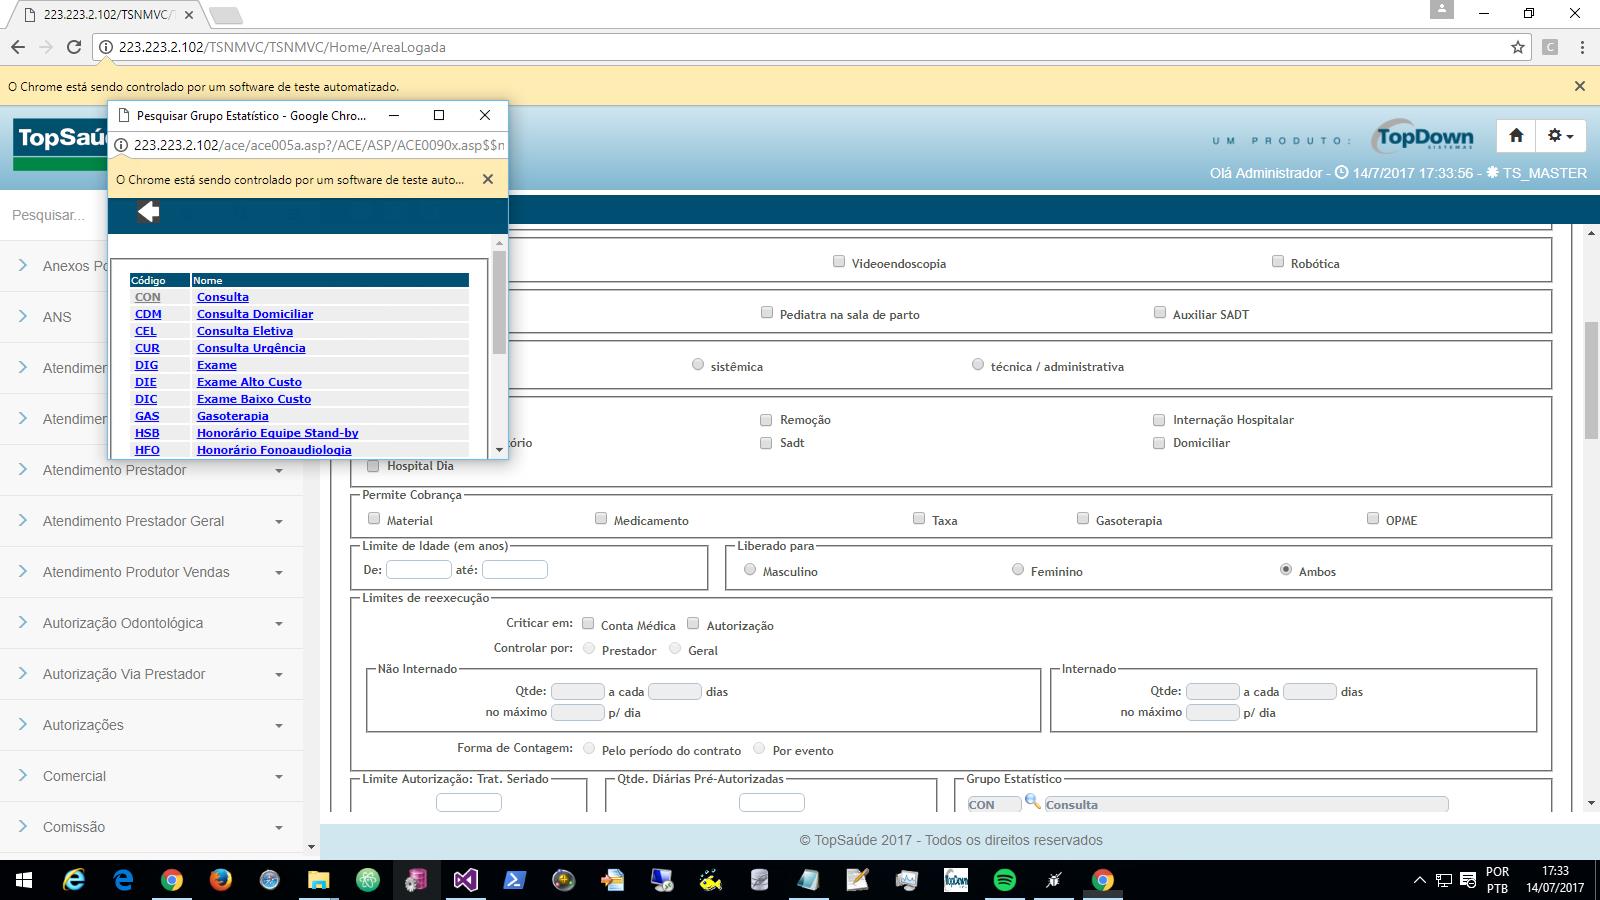 223.223.2.102/TSNMVC/T
223.223.2.102/TSNMVC/TSNMVC/Home/AreaLogada
C
O Chrome está sendo controlado por um software de teste automatizado.
Pesquisar Grupo Estatístico - Google Chro...
223.223.2.102/ace/ace005a.asp?/ACE/ASP/ACE0090x.asp$$n
O Chrome está sendo controlado por um software de teste auto...
TopSaú
UM PRODUTO:
TopDown
SISTEMAS
Olá Administrador - 14/7/2017 17:33:56 - TS_MASTER
Código Nome
CON Consulta
CDM Consulta Domiciliar
CEL Consulta Eletiva
CUR Consulta Urgência
DIG Exame
DIE Exame Alto Custo
DIC Exame Baixo Custo
GAS Gasoterapia
HSB Honorário Equipe Stand-by
HFO Honorário Fonoaudiologia
Pesquisar...
Anexos Po
ANS
Atendimer
Atendimer
Atendimento Prestador
Atendimento Prestador Geral
Atendimento Produtor Vendas
Autorização Odontológica
Autorização Via Prestador
Autorizações
Comercial
Comissão
Videoendoscopia Robótica
Pediatra na sala de parto Auxiliar SADT
sistêmica técnica / administrativa
Remoção Internação Hospitalar
ório Sadt Domiciliar
Hospital Dia
Permite Cobrança
Material Medicamento Taxa Gasoterapia OPME
Limite de Idade (em anos) Liberado para
De: até: Masculino Feminino Ambos
Limites de reexecução
Criticar em: Conta Médica Autorização
Controlar por: Prestador Geral
Não Internado Internado
Qtde: a cada dias Qtde: a cada dias
no máximo p/ dia no máximo p/ dia
Forma de Contagem: Pelo período do contrato Por evento
Limite Autorização: Trat. Seriado Qtde. Diárias Pré-Autorizadas Grupo Estatístico
CON Consulta
© TopSaúde 2017 - Todos os direitos reservados
TopDown
POR
PTB
17:33
14/07/2017